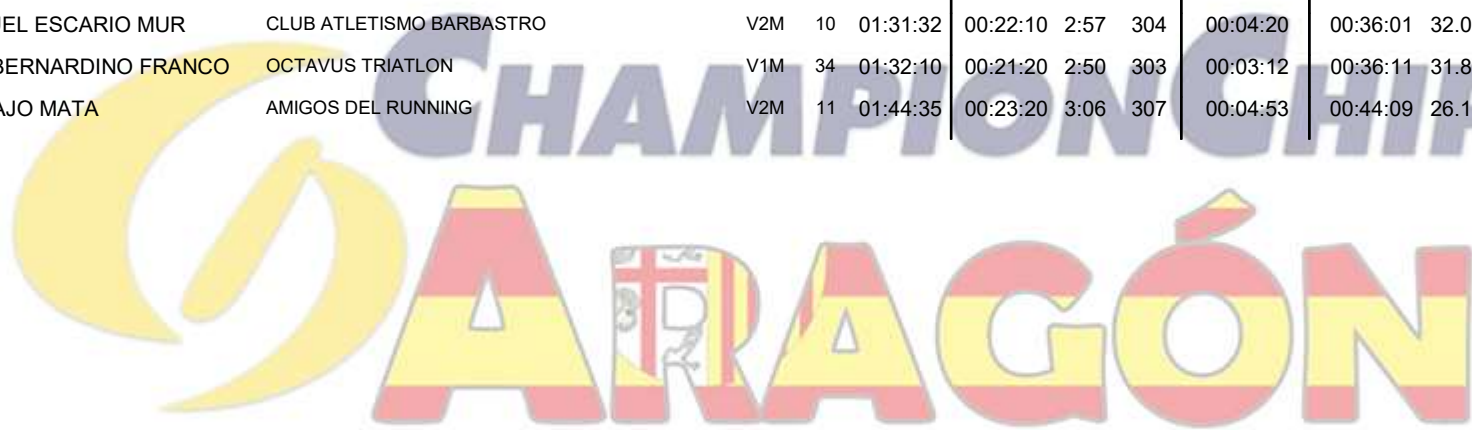 JEL ESCARIO MUR CLUB ATLETISMO BARBASTRO V2M 10 01:31:32 00:22:10 2:57 304 00:04:20 00:36:01 32.0
BERNARDINO FRANCO OCTAVUS TRIATLON V1M 34 01:32:10 00:21:20 2:50 303 00:03:12 00:36:11 31.8
AJO MATA AMIGOS DEL RUNNING V2M 11 01:44:35 00:23:20 3:06 307 00:04:53 00:44:09 26.1
CHAMPIONCHIP
ARAGÓN